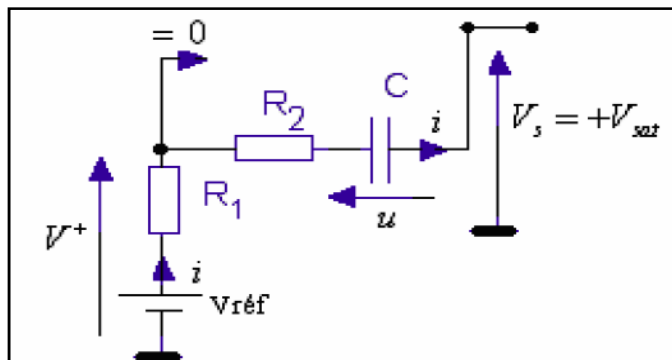 = 0
R2
C
i
Vs = +Vsat
u
R1
V+
i
Vréf